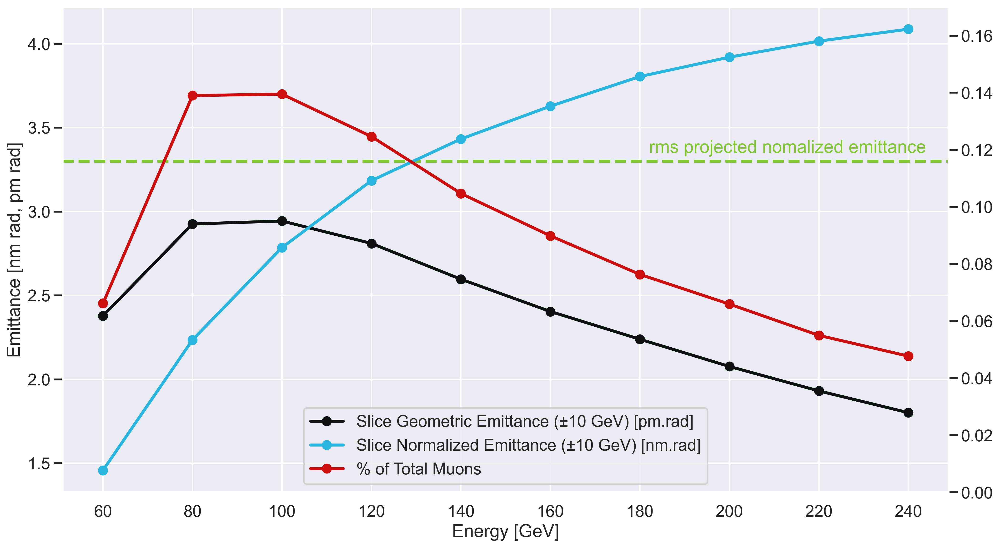 4.0
3.5
3.0
2.5
2.0
1.5
Emittance [nm rad, pm rad]
0.16
0.14
0.12
0.10
0.08
0.06
0.04
0.02
0.00
rms projected nomalized emittance
Slice Geometric Emittance (±10 GeV) [pm.rad]
Slice Normalized Emittance (±10 GeV) [nm.rad]
% of Total Muons
60 80 100 120 140 160 180 200 220 240
Energy [GeV]